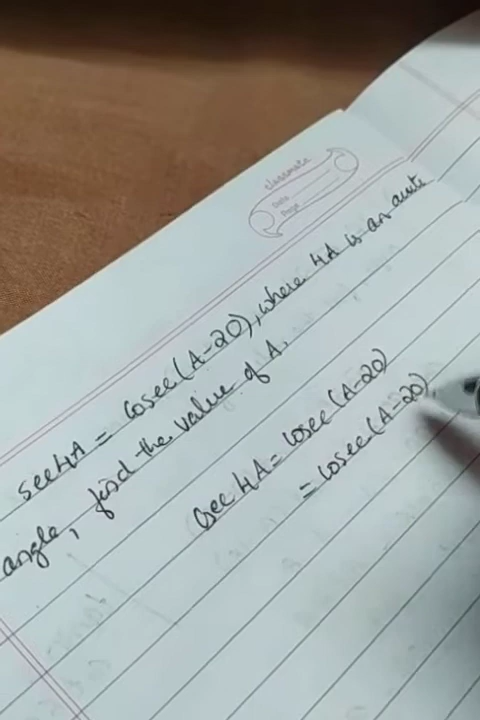 classmate
Date
Page
sec4A = cosec(A-20), where 4A is an acute
angle, find the value of A.
sec 4A = cosec(A-20)
= cosec(A-20)